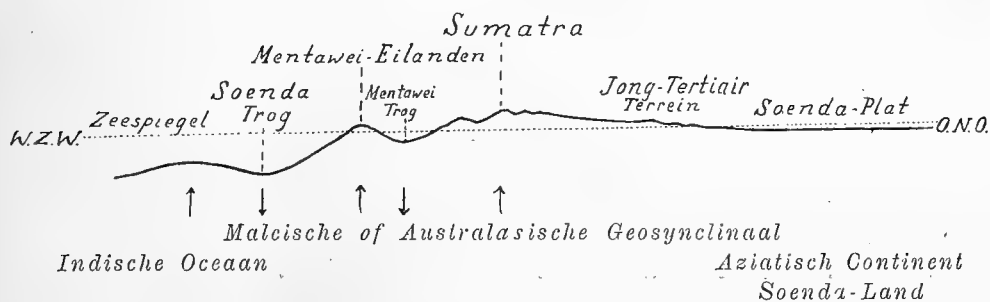 Sumatra
Mentawei-Eilanden
Soenda
Trog
Mentawei
Trog
Jong-Tertiair
Terrein
Zeespiegel
Soenda-Plat
W.Z.W.
O.N.O.
Maleische of Australasische Geosynclinaal
Indische Oceaan
Aziatisch Continent
Soenda-Land